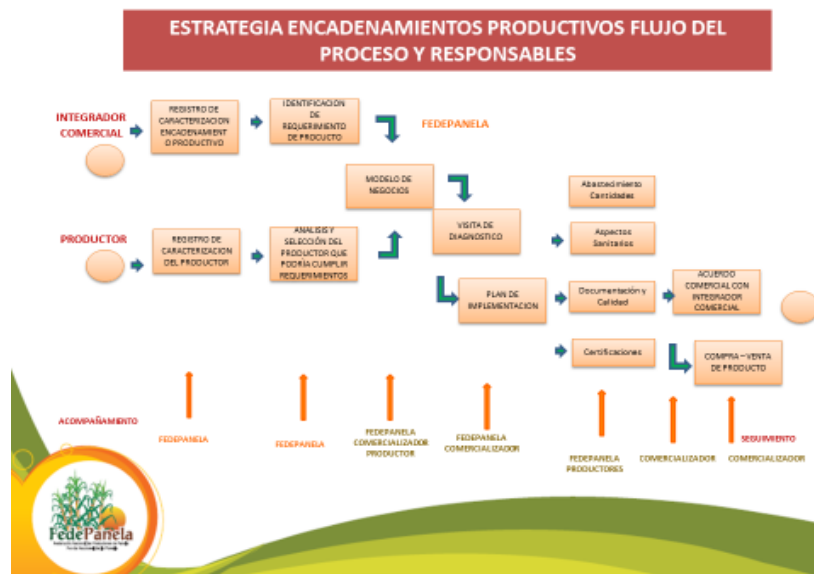 ESTRATEGIA ENCADENAMIENTOS PRODUCTIVOS FLUJO DEL
PROCESO Y RESPONSABLES
INTEGRADOR
COMERCIAL
REGISTRO DE
CARACTERIZACION
ENCADENAMIENT
O PRODUCTIVO
IDENTIFICACION
DE
REQUERIMIENTO
DE PROCUCTO
FEDEPANELA
MODELO DE
NEGOCIOS
Abastecimiento
Cantidades
PRODUCTOR
REGISTRO DE
CARACTERIZACION
DEL PRODUCTOR
ANALISIS Y
SELECCIÓN DEL
PRODUCTOR QUE
PODRÍA CUMPLIR
REQUERIMIENTOS
VISITA DE
DIAGNOSTICO
Aspectos
Sanitarios
PLAN DE
IMPLEMENTACION
Documentación y
Calidad
ACUERDO
COMERCIAL CON
INTEGRADOR
COMERCIAL
Certificaciones
COMPRA – VENTA
DE PRODUCTO
ACOMPAÑAMIENTO
FEDEPANELA
FEDEPANELA
FEDEPANELA
COMERCIALIZADOR
PRODUCTOR
FEDEPANELA
COMERCIALIZADOR
FEDEPANELA
PRODUCTORES
COMERCIALIZADOR
SEGUIMIENTO
COMERCIALIZADOR
FedePanela